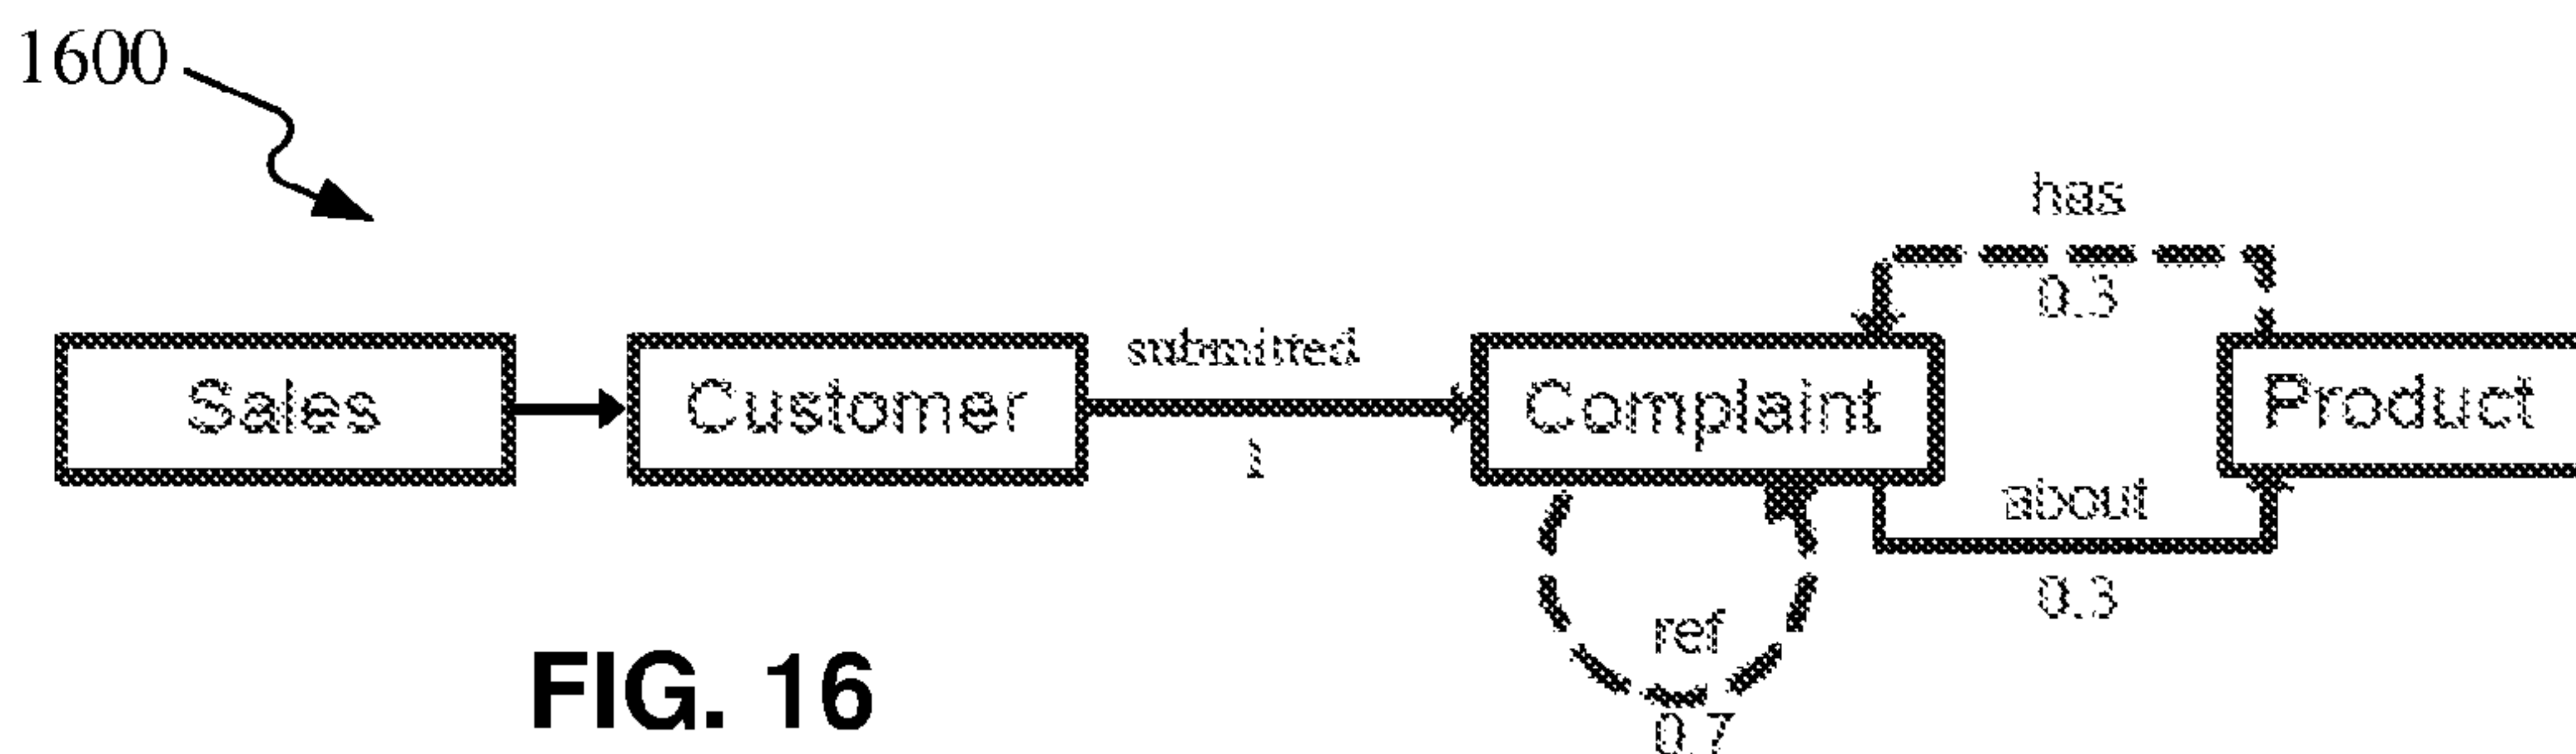 1600
has
0.3
submitted
Sales
Customer
Complaint
Product
1
about
0.3
ref
0.7
FIG. 16